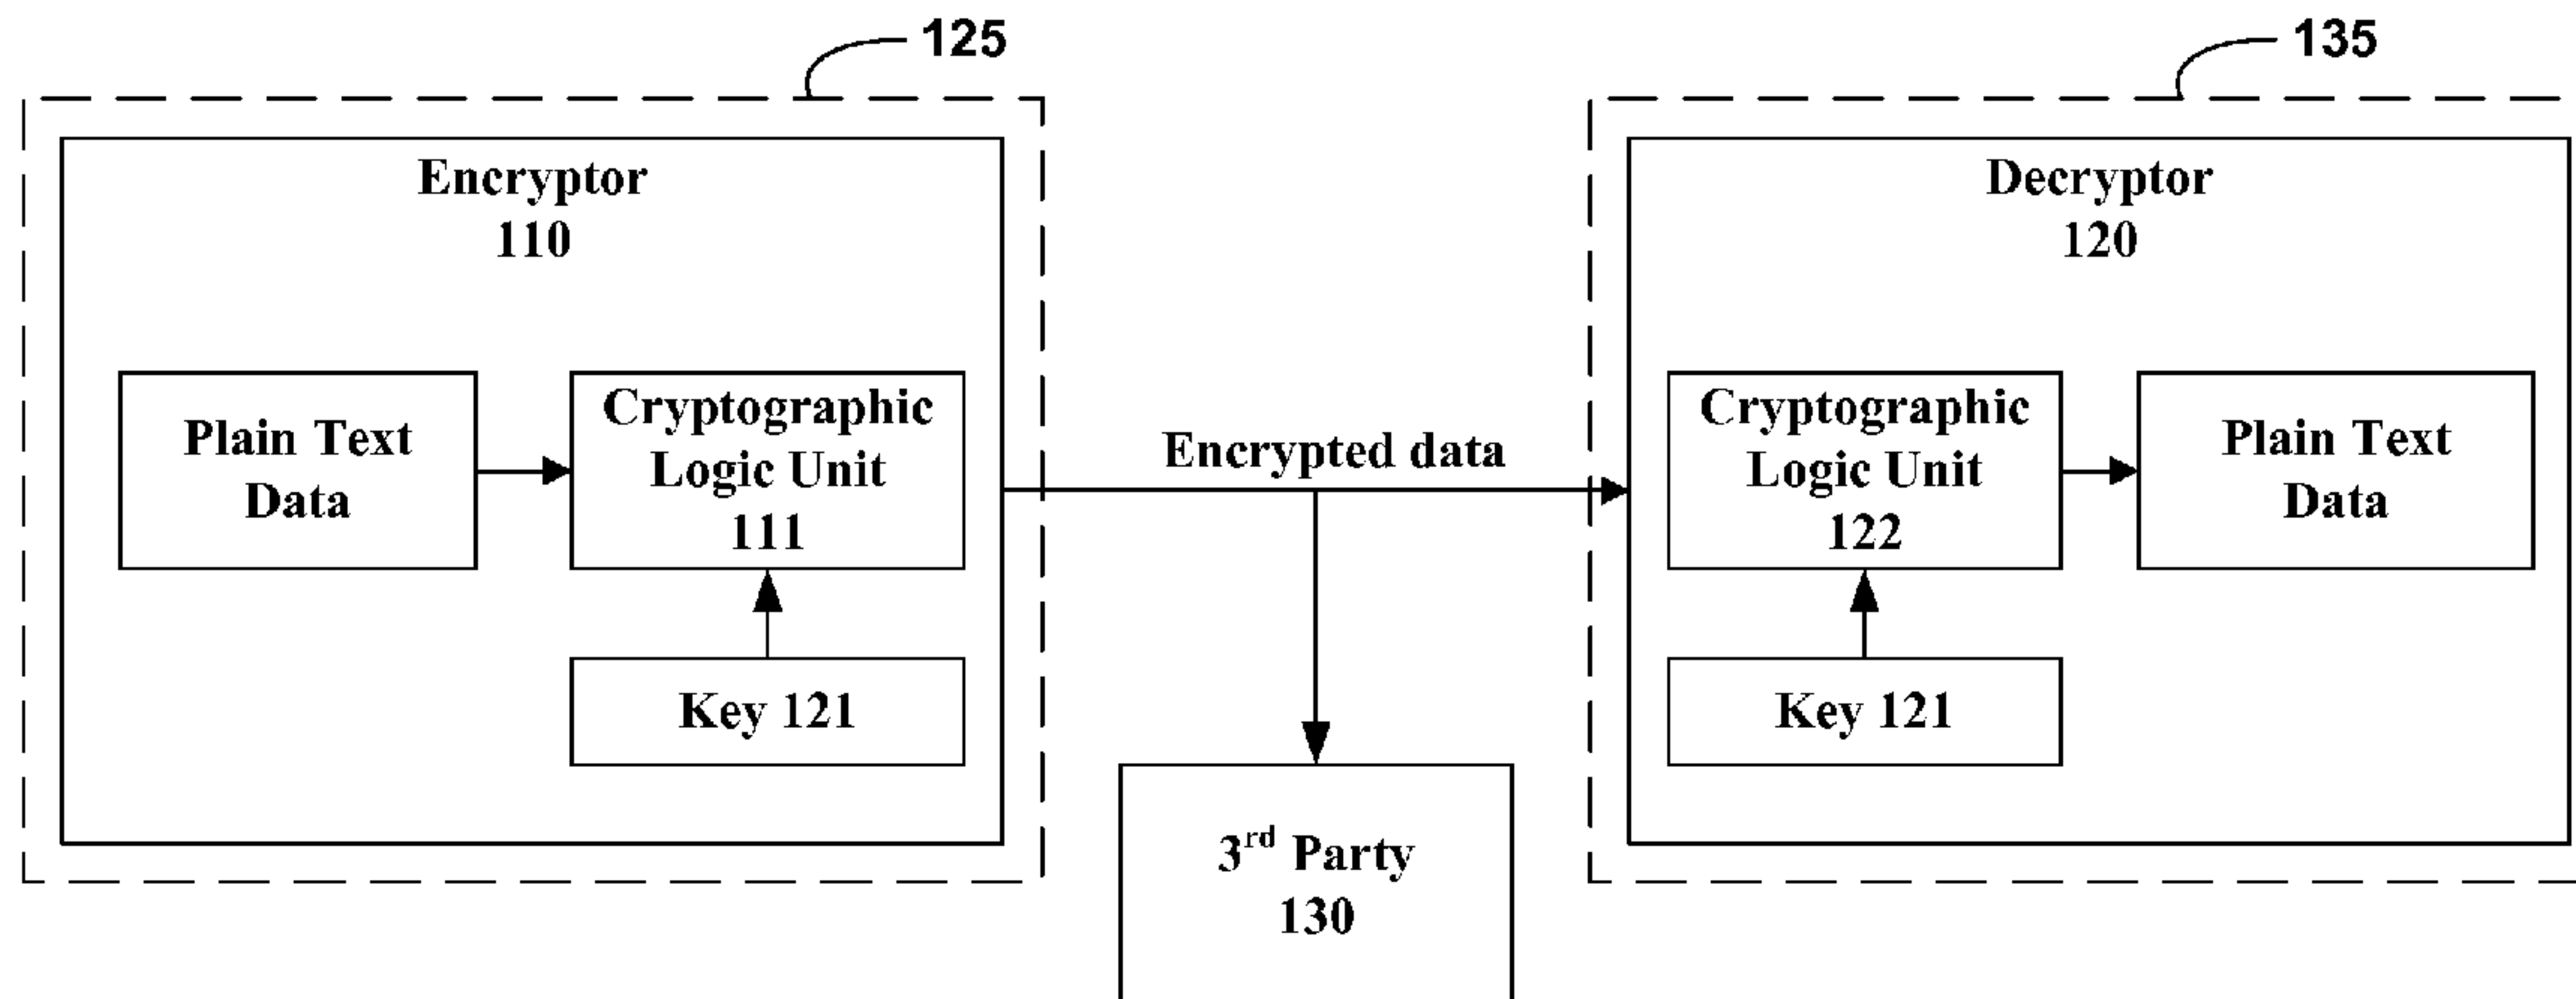 125
135
Encryptor
110
Plain Text
Data
Cryptographic
Logic Unit
111
Key 121
Encrypted data
3rd Party
130
Decryptor
120
Cryptographic
Logic Unit
122
Plain Text
Data
Key 121